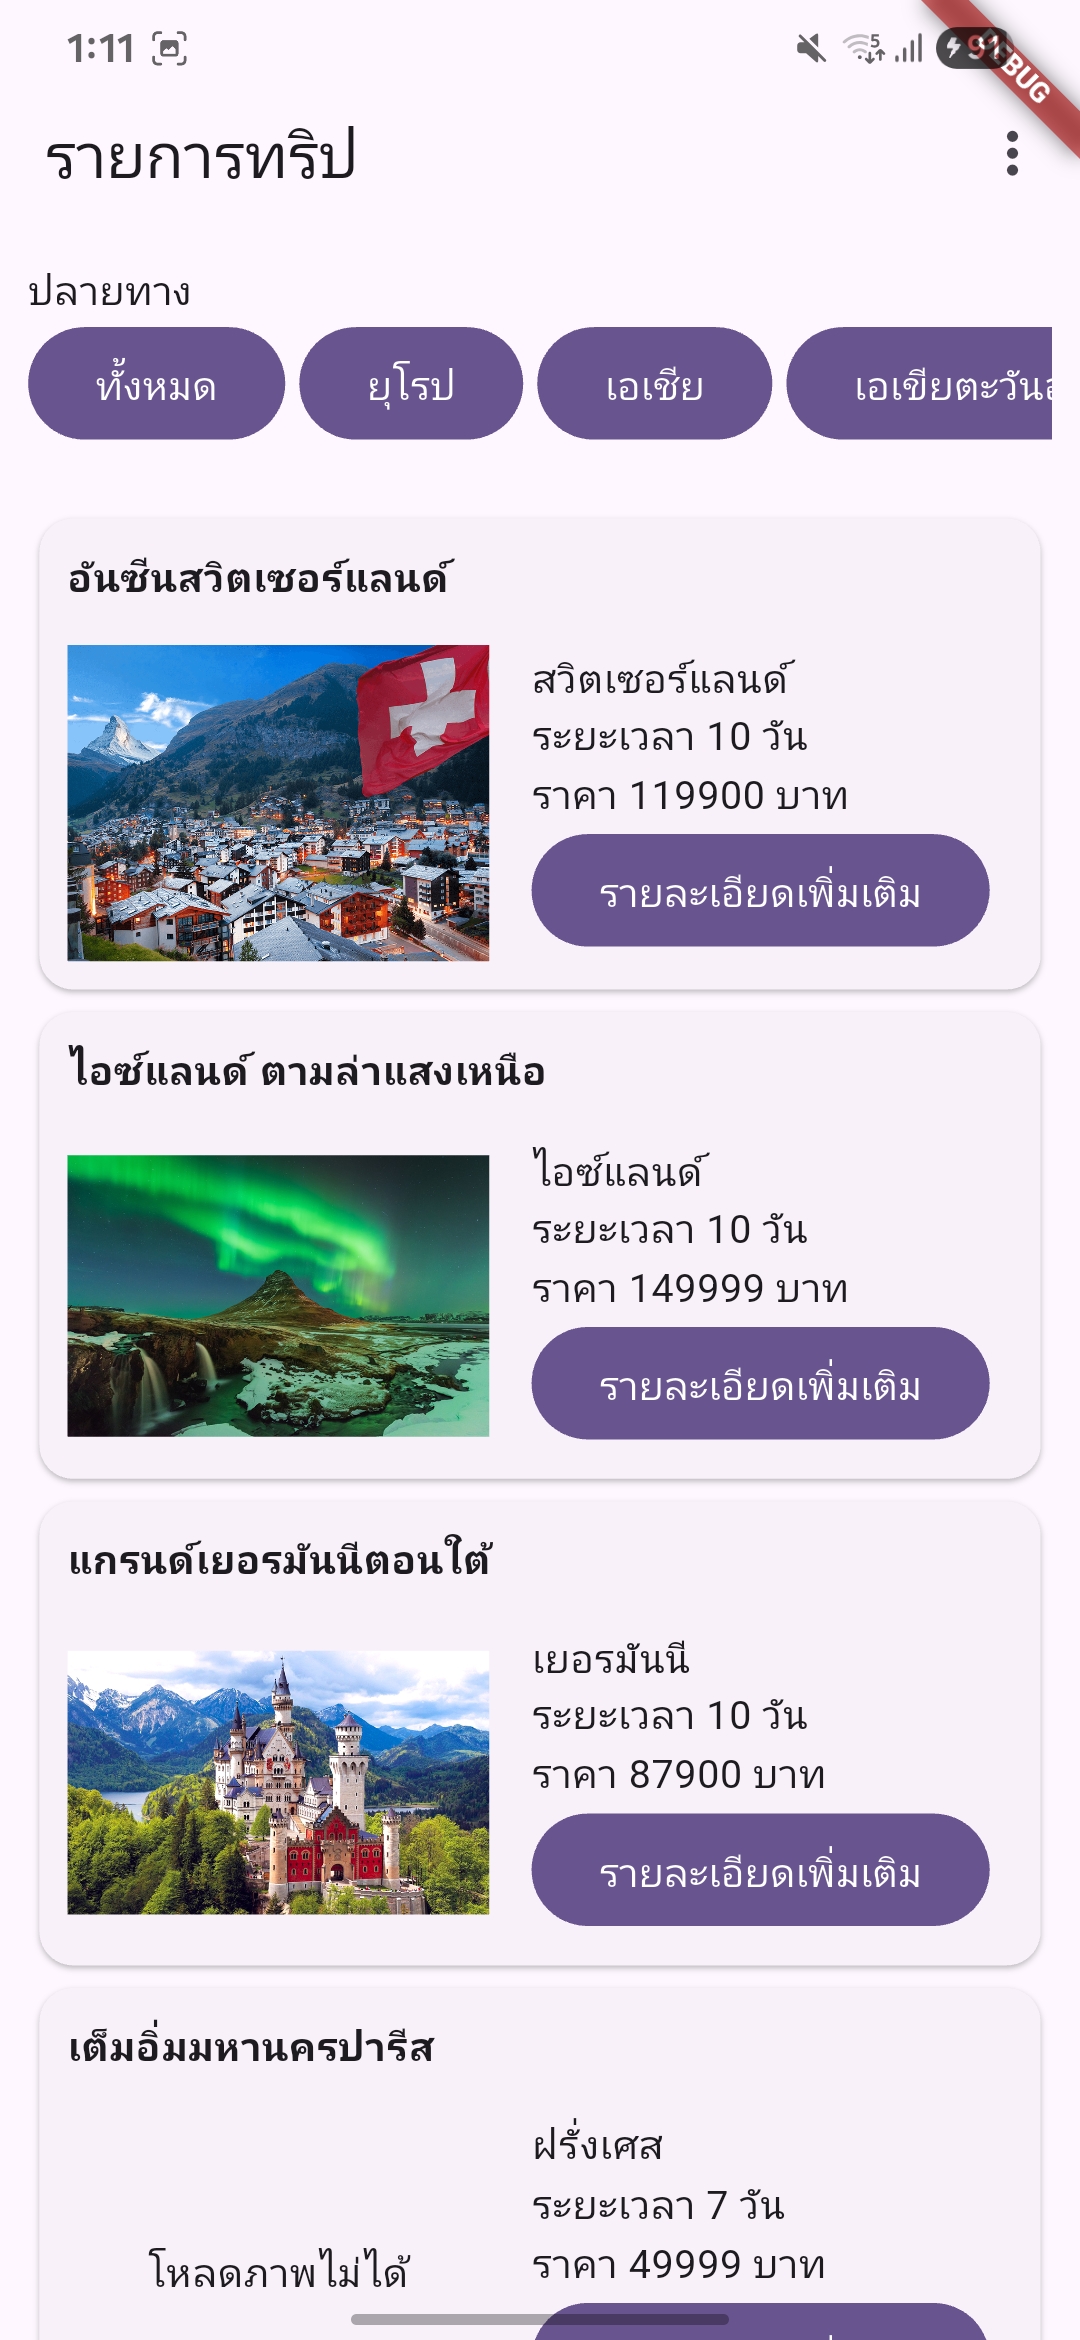 1:11
รายการทริป
DEBUG
ปลายทาง
ทั้งหมด
ยุโรป
เอเชีย
อันซีนสวิตเซอร์แลนด์
สวิตเซอร์แลนด์
ระยะเวลา 10 วัน
ราคา 119900 บาท
รายละเอียดเพิ่มเติม
ไอซ์แลนด์ ตามล่าแสงเหนือ
ไอซ์แลนด์
ระยะเวลา 10 วัน
ราคา 149999 บาท
รายละเอียดเพิ่มเติม
แกรนด์เยอรมันนีตอนใต้
เยอรมันนี
ระยะเวลา 10 วัน
ราคา 87900 บาท
รายละเอียดเพิ่มเติม
เต็มอิ่มมหานครปารีส
ฝรั่งเศส
ระยะเวลา 7 วัน
ราคา 49999 บาท
โหลดภาพไม่ได้